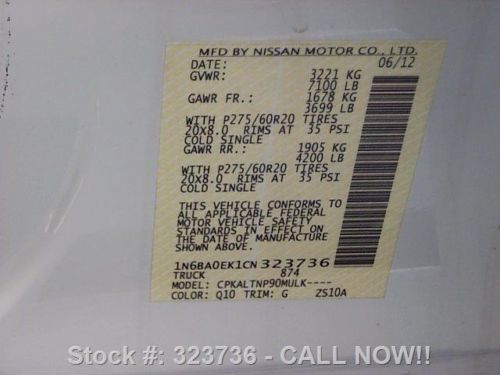 MFD BY NISSAN MOTOR CO., LTD.
DATE: 06/12
GVWR: 3221 KG
7100 LB
GAWR FR.: 1678 KG
3699 LB
WITH P275/60R20 TIRES
20X8.0 RIMS AT 35 PSI
COLD SINGLE
GAWR RR.: 1905 KG
4200 LB
WITH P275/60R20 TIRES
20X8.0 RIMS AT 35 PSI
COLD SINGLE
THIS VEHICLE CONFORMS TO
ALL APPLICABLE FEDERAL
MOTOR VEHICLE SAFETY
STANDARDS IN EFFECT ON
THE DATE OF MANUFACTURE
SHOWN ABOVE.
1N6BA0EK1CN323736
TRUCK 874
MODEL: CPKALTNP90MULK----
COLOR: Q10 TRIM: G ZS10A
Stock #: 323736 - CALL NOW!!